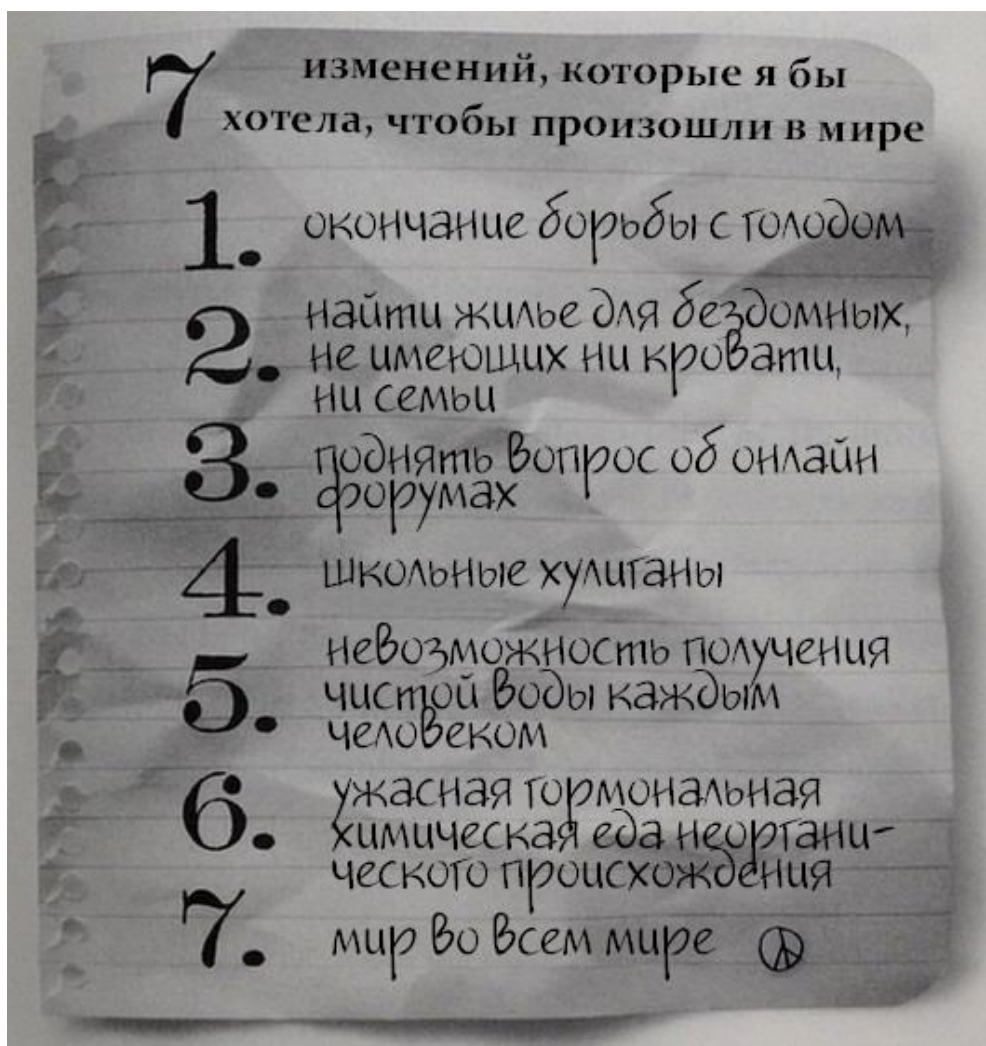 7 изменений, которые я бы
хотела, чтобы произошли в мире
1. окончание борьбы с голодом
2. найти жилье для бездомных,
не имеющих ни кровати,
ни семьи
3. поднять вопрос об онлайн
форумах
4. школьные хулиганы
5. невозможность получения
чистой воды каждым
человеком
6. ужасная гормональная
химическая еда неоргани-
ческого происхождения
7. мир во всем мире